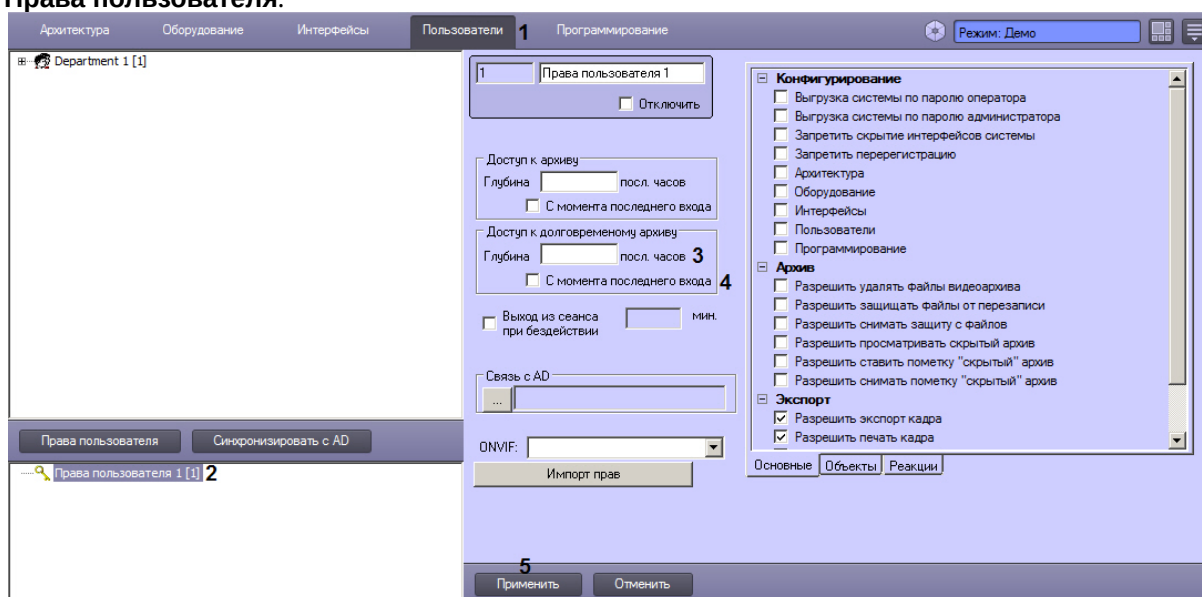 Права пользователя.
Архитектура Оборудование Интерфейсы Пользователи 1 Программирование Режим: Демо
Department 1 [1]
1 Права пользователя 1
Отключить
Доступ к архиву
Глубина посл. часов
С момента последнего входа
Доступ к долговременому архиву
Глубина посл. часов 3
С момента последнего входа 4
Выход из сеанса при бездействии мин.
Связь с AD
...
ONVIF:
Импорт прав
Конфигурирование
Выгрузка системы по паролю оператора
Выгрузка системы по паролю администратора
Запретить скрытие интерфейсов системы
Запретить перерегистрацию
Архитектура
Оборудование
Интерфейсы
Пользователи
Программирование
Архив
Разрешить удалять файлы видеоархива
Разрешить защищать файлы от перезаписи
Разрешить снимать защиту с файлов
Разрешить просматривать скрытый архив
Разрешить ставить пометку "скрытый" архив
Разрешить снимать пометку "скрытый" архив
Экспорт
Разрешить экспорт кадра
Разрешить печать кадра
Основные Объекты Реакции
Права пользователя Синхронизировать с AD
Права пользователя 1 [1] 2
5
Применить Отменить